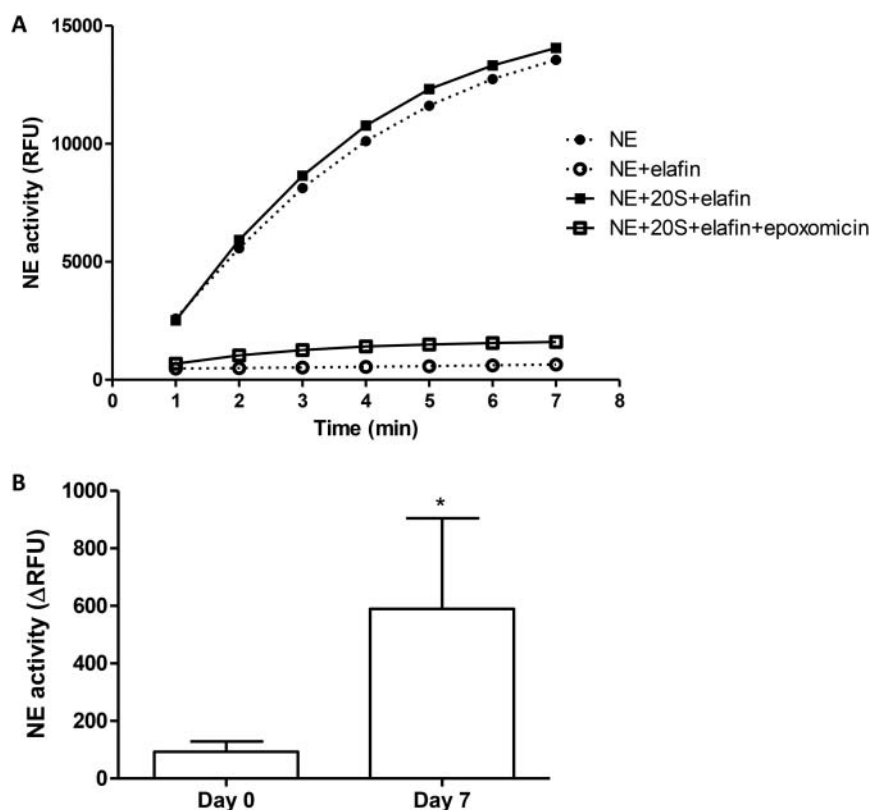 A
15000
10000
5000
0
NE activity (RFU)
0 1 2 3 4 5 6 7 8
Time (min)
NE
NE+elafin
NE+20S+elafin
NE+20S+elafin+epoxomicin
B
1000
800
600
400
200
0
NE activity (ΔRFU)
*
Day 0 Day 7